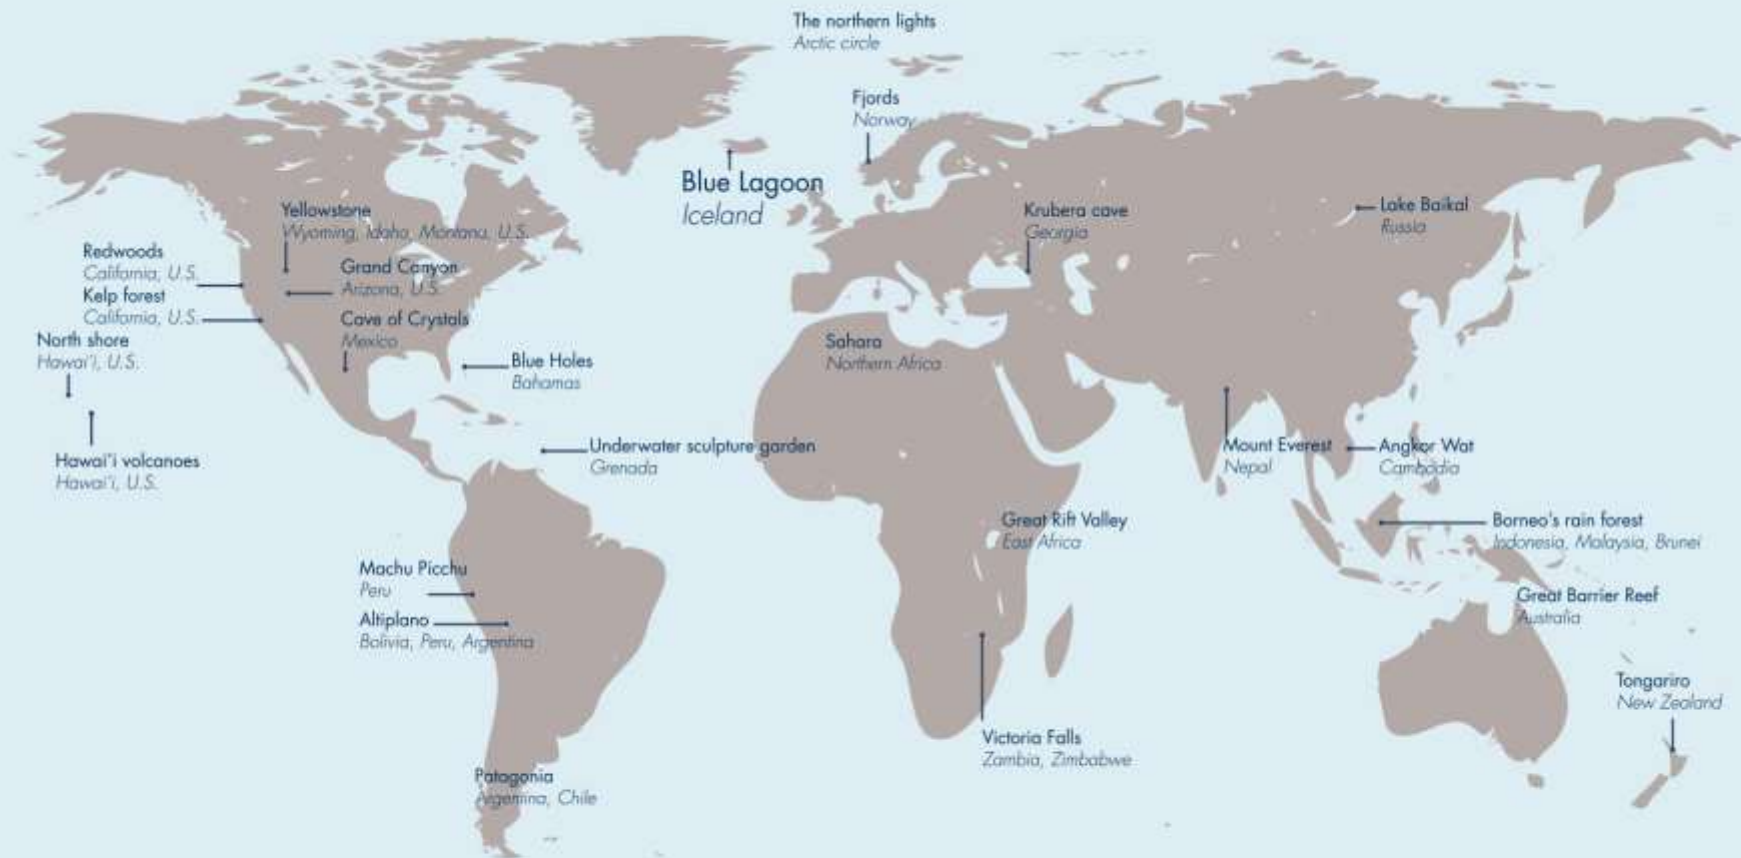 The northern lights
Arctic circle
Fjords
Norway
Blue Lagoon
Iceland
Yellowstone
Wyoming, Idaho, Montana, U.S.
Krubera cave
Georgia
Lake Baikal
Russia
Redwoods
California, U.S.
Grand Canyon
Arizona, U.S.
Kelp forest
California, U.S.
Cave of Crystals
Mexico
North shore
Hawai'i, U.S.
Blue Holes
Bahamas
Sahara
Northern Africa
Hawai'i volcanoes
Hawai'i, U.S.
Underwater sculpture garden
Grenada
Mount Everest
Nepal
Angkor Wat
Cambodia
Great Rift Valley
East Africa
Borneo's rain forest
Indonesia, Malaysia, Brunei
Machu Picchu
Peru
Altiplano
Bolivia, Peru, Argentina
Great Barrier Reef
Australia
Tongariro
New Zealand
Victoria Falls
Zambia, Zimbabwe
Patagonia
Argentina, Chile